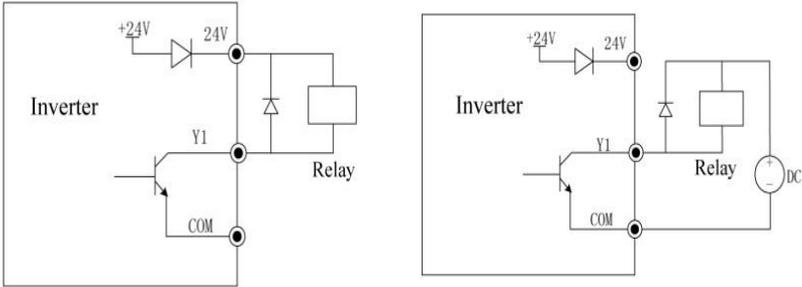 +24V
24V
Inverter
Y1
Relay
COM
+24V
24V
Inverter
Y1
Relay
+
−
DC
COM